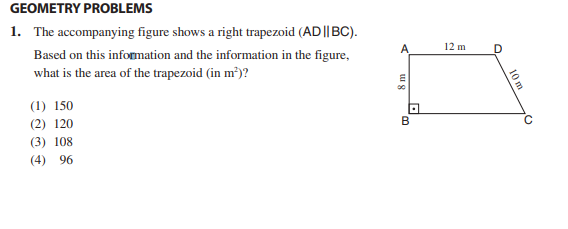 GEOMETRY PROBLEMS
1. The accompanying figure shows a right trapezoid (AD || BC).
Based on this information and the information in the figure,
what is the area of the trapezoid (in m²)?
(1) 150
(2) 120
(3) 108
(4) 96
A 12 m D
8 m
10 m
B C